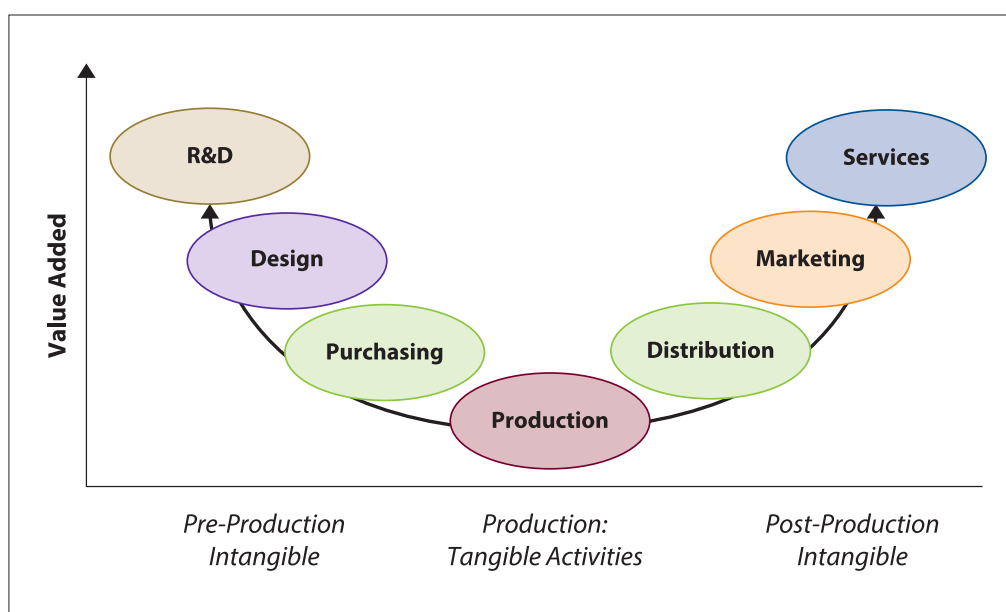 Value Added
R&D
Services
Design
Marketing
Purchasing
Distribution
Production
Pre-Production
Intangible
Production:
Tangible Activities
Post-Production
Intangible